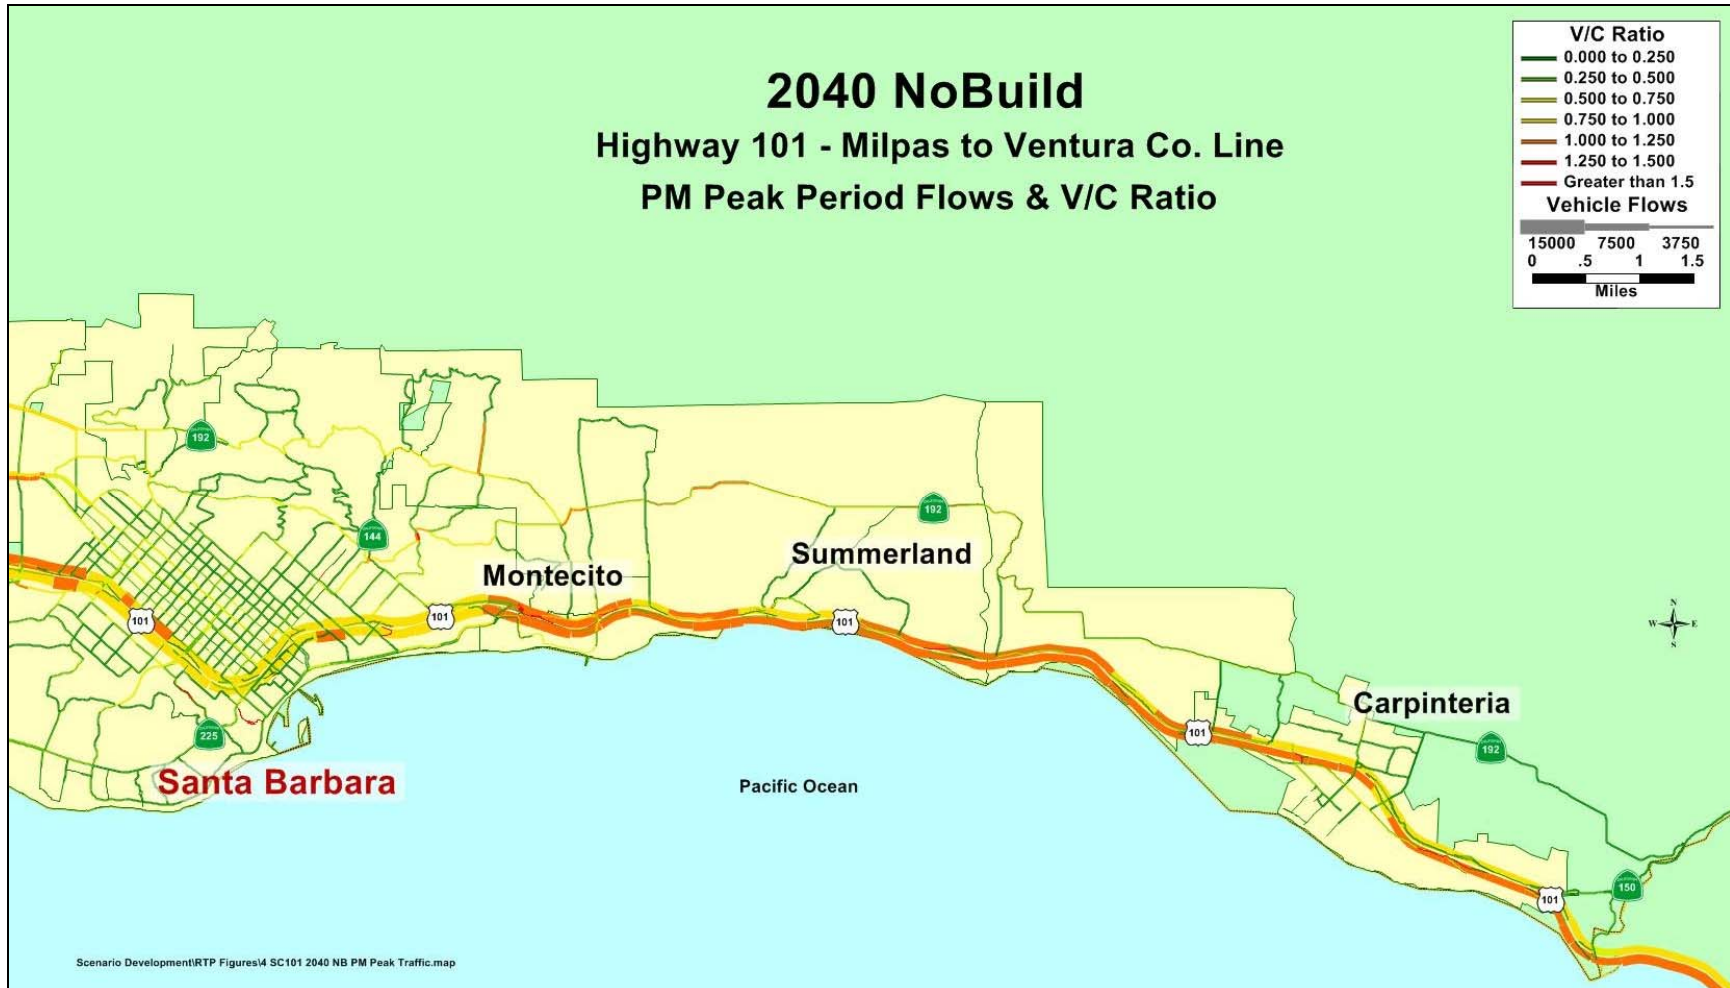 2040 NoBuild
Highway 101 - Milpas to Ventura Co. Line
PM Peak Period Flows & V/C Ratio
V/C Ratio
0.000 to 0.250
0.250 to 0.500
0.500 to 0.750
0.750 to 1.000
1.000 to 1.250
1.250 to 1.500
Greater than 1.5
Vehicle Flows
15000 7500 3750
0 .5 1 1.5
Miles
192
144
192
Summerland
Montecito
101
101
101
N
W E
S
Carpinteria
101
225
192
Santa Barbara
Pacific Ocean
150
101
Scenario Development\RTP Figures\4 SC101 2040 NB PM Peak Traffic.map